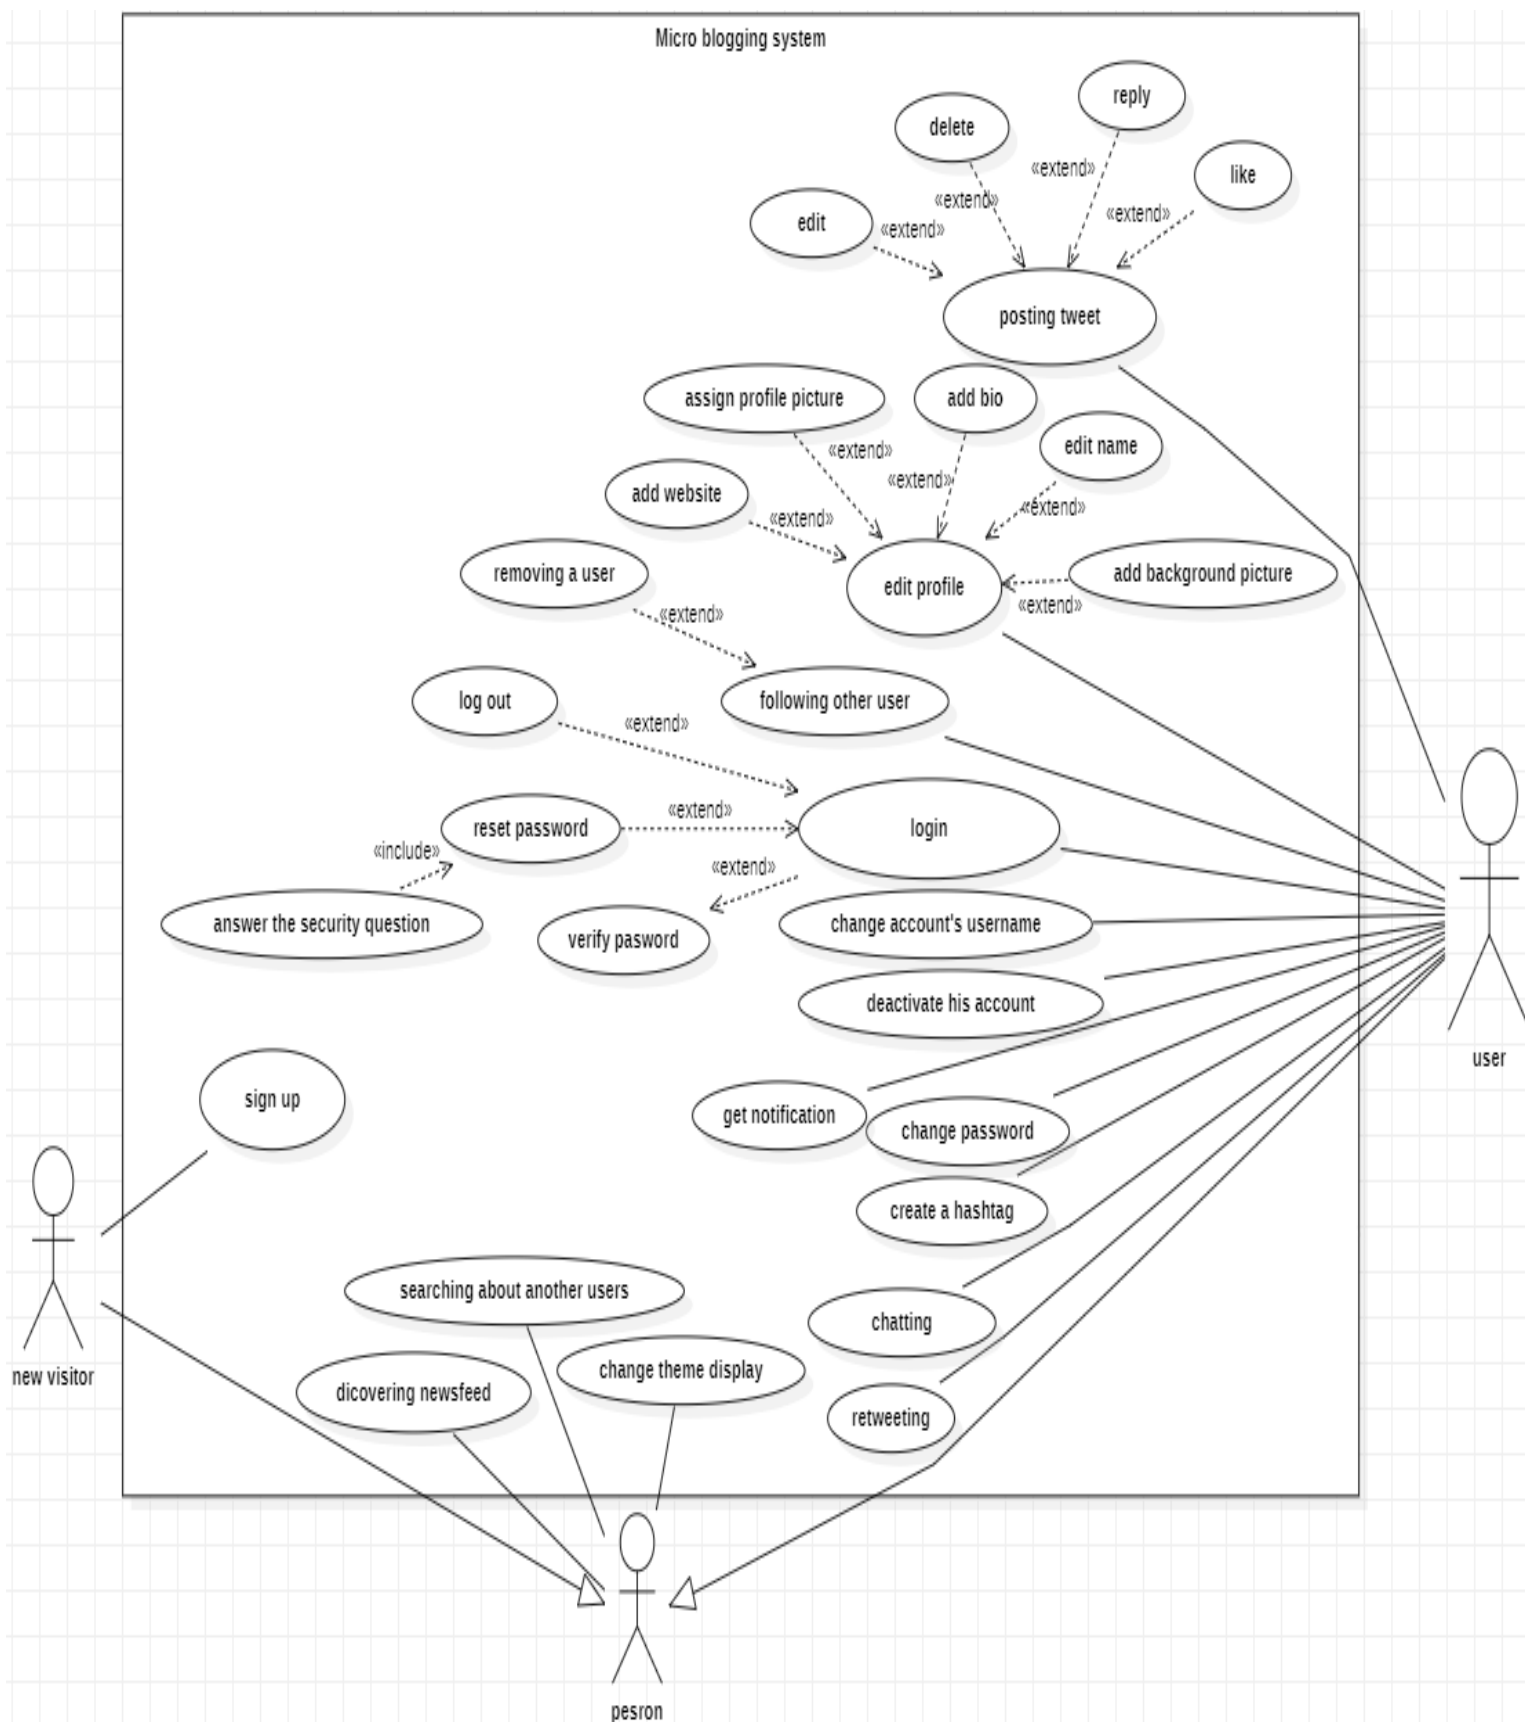 Micro blogging system
reply
delete
like
«extend»
«extend»
«extend»
edit
«extend»
posting tweet
assign profile picture
add bio
edit name
«extend»
«extend»
add website
«extend»
«extend»
removing a user
edit profile
add background picture
«extend»
«extend»
log out
following other user
«extend»
reset password
«extend»
login
«include»
«extend»
answer the security question
verify pasword
change account's username
deactivate his account
user
sign up
get notification
change password
create a hashtag
searching about another users
chatting
new visitor
change theme display
dicovering newsfeed
retweeting
pesron